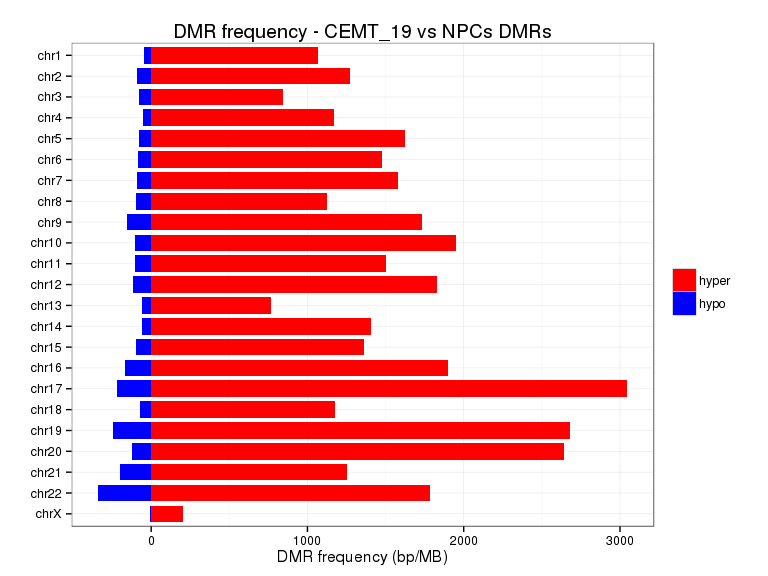 DMR frequency - CEMT_19 vs NPCs DMRs
chr1
chr2
chr3
chr4
chr5
chr6
chr7
chr8
chr9
chr10
chr11
chr12
chr13
chr14
chr15
chr16
chr17
chr18
chr19
chr20
chr21
chr22
chrX
hyper
hypo
0 1000 2000 3000
DMR frequency (bp/MB)